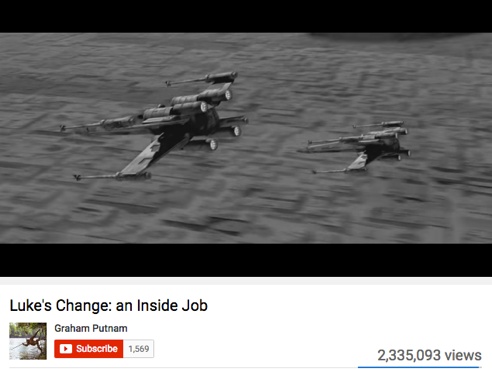 Luke's Change: an Inside Job
Graham Putnam
Subscribe 1,569
2,335,093 views